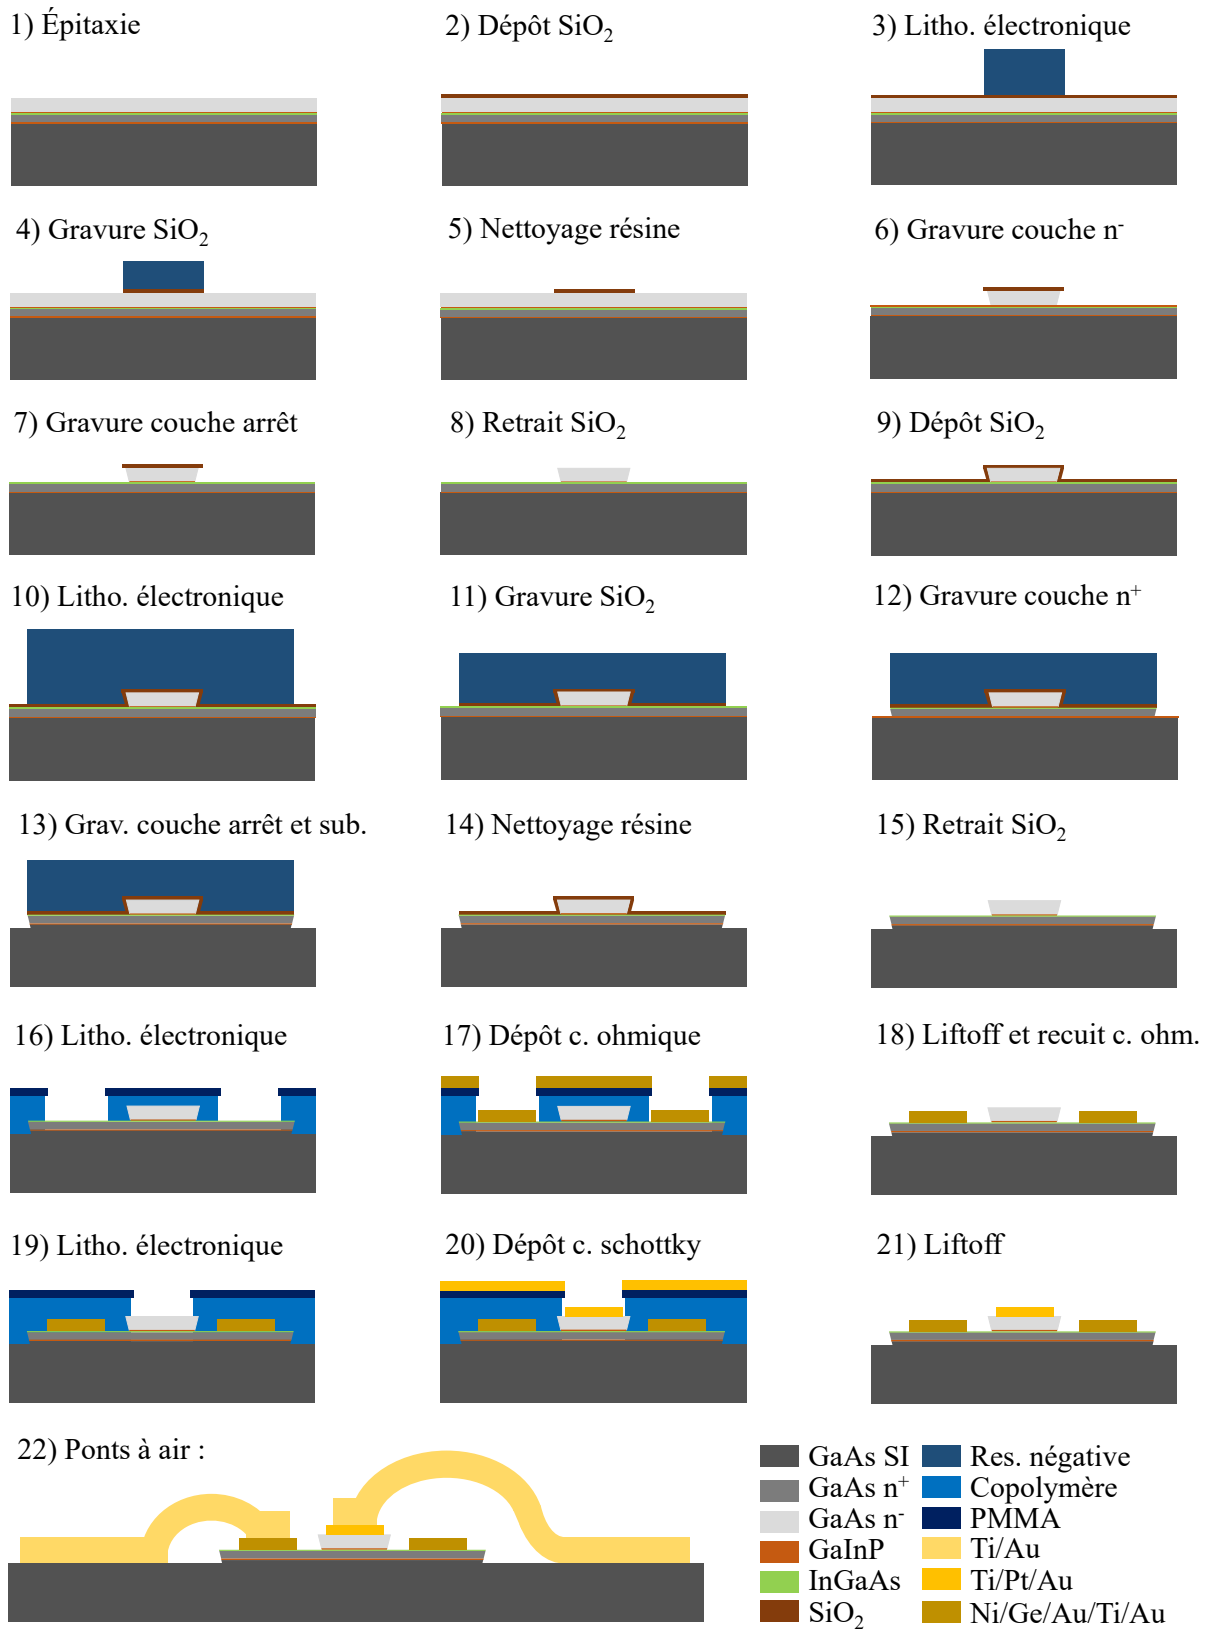 1) Épitaxie
2) Dépôt SiO₂
3) Litho. électronique
4) Gravure SiO₂
5) Nettoyage résine
6) Gravure couche n⁻
7) Gravure couche arrêt
8) Retrait SiO₂
9) Dépôt SiO₂
10) Litho. électronique
11) Gravure SiO₂
12) Gravure couche n⁺
13) Grav. couche arrêt et sub.
14) Nettoyage résine
15) Retrait SiO₂
16) Litho. électronique
17) Dépôt c. ohmique
18) Liftoff et recuit c. ohm.
19) Litho. électronique
20) Dépôt c. schottky
21) Liftoff
22) Ponts à air :
GaAs SI
GaAs n⁺
GaAs n⁻
GaInP
InGaAs
SiO₂
Res. négative
Copolymère
PMMA
Ti/Au
Ti/Pt/Au
Ni/Ge/Au/Ti/Au